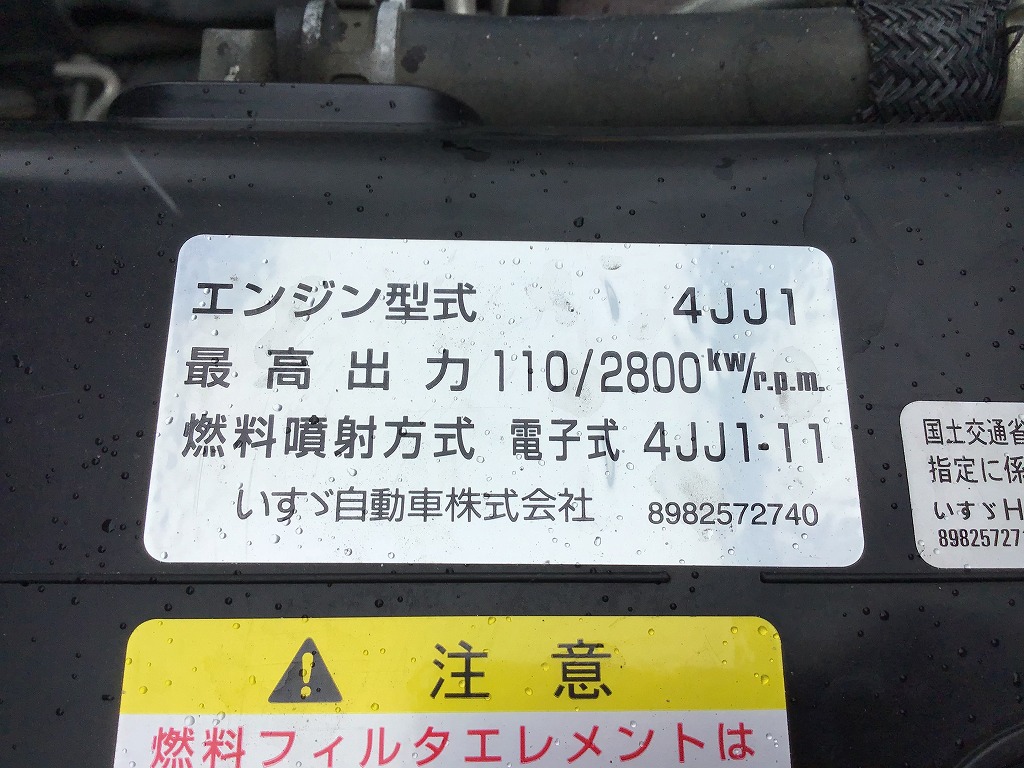 エンジン型式 4JJ1
最高出力 110/2800kw/r.p.m.
燃料噴射方式 電子式 4JJ1-11
いすゞ自動車株式会社 8982572740
国土交通省
指定に係
いすゞH
89825727
注意
燃料フィルタエレメントは